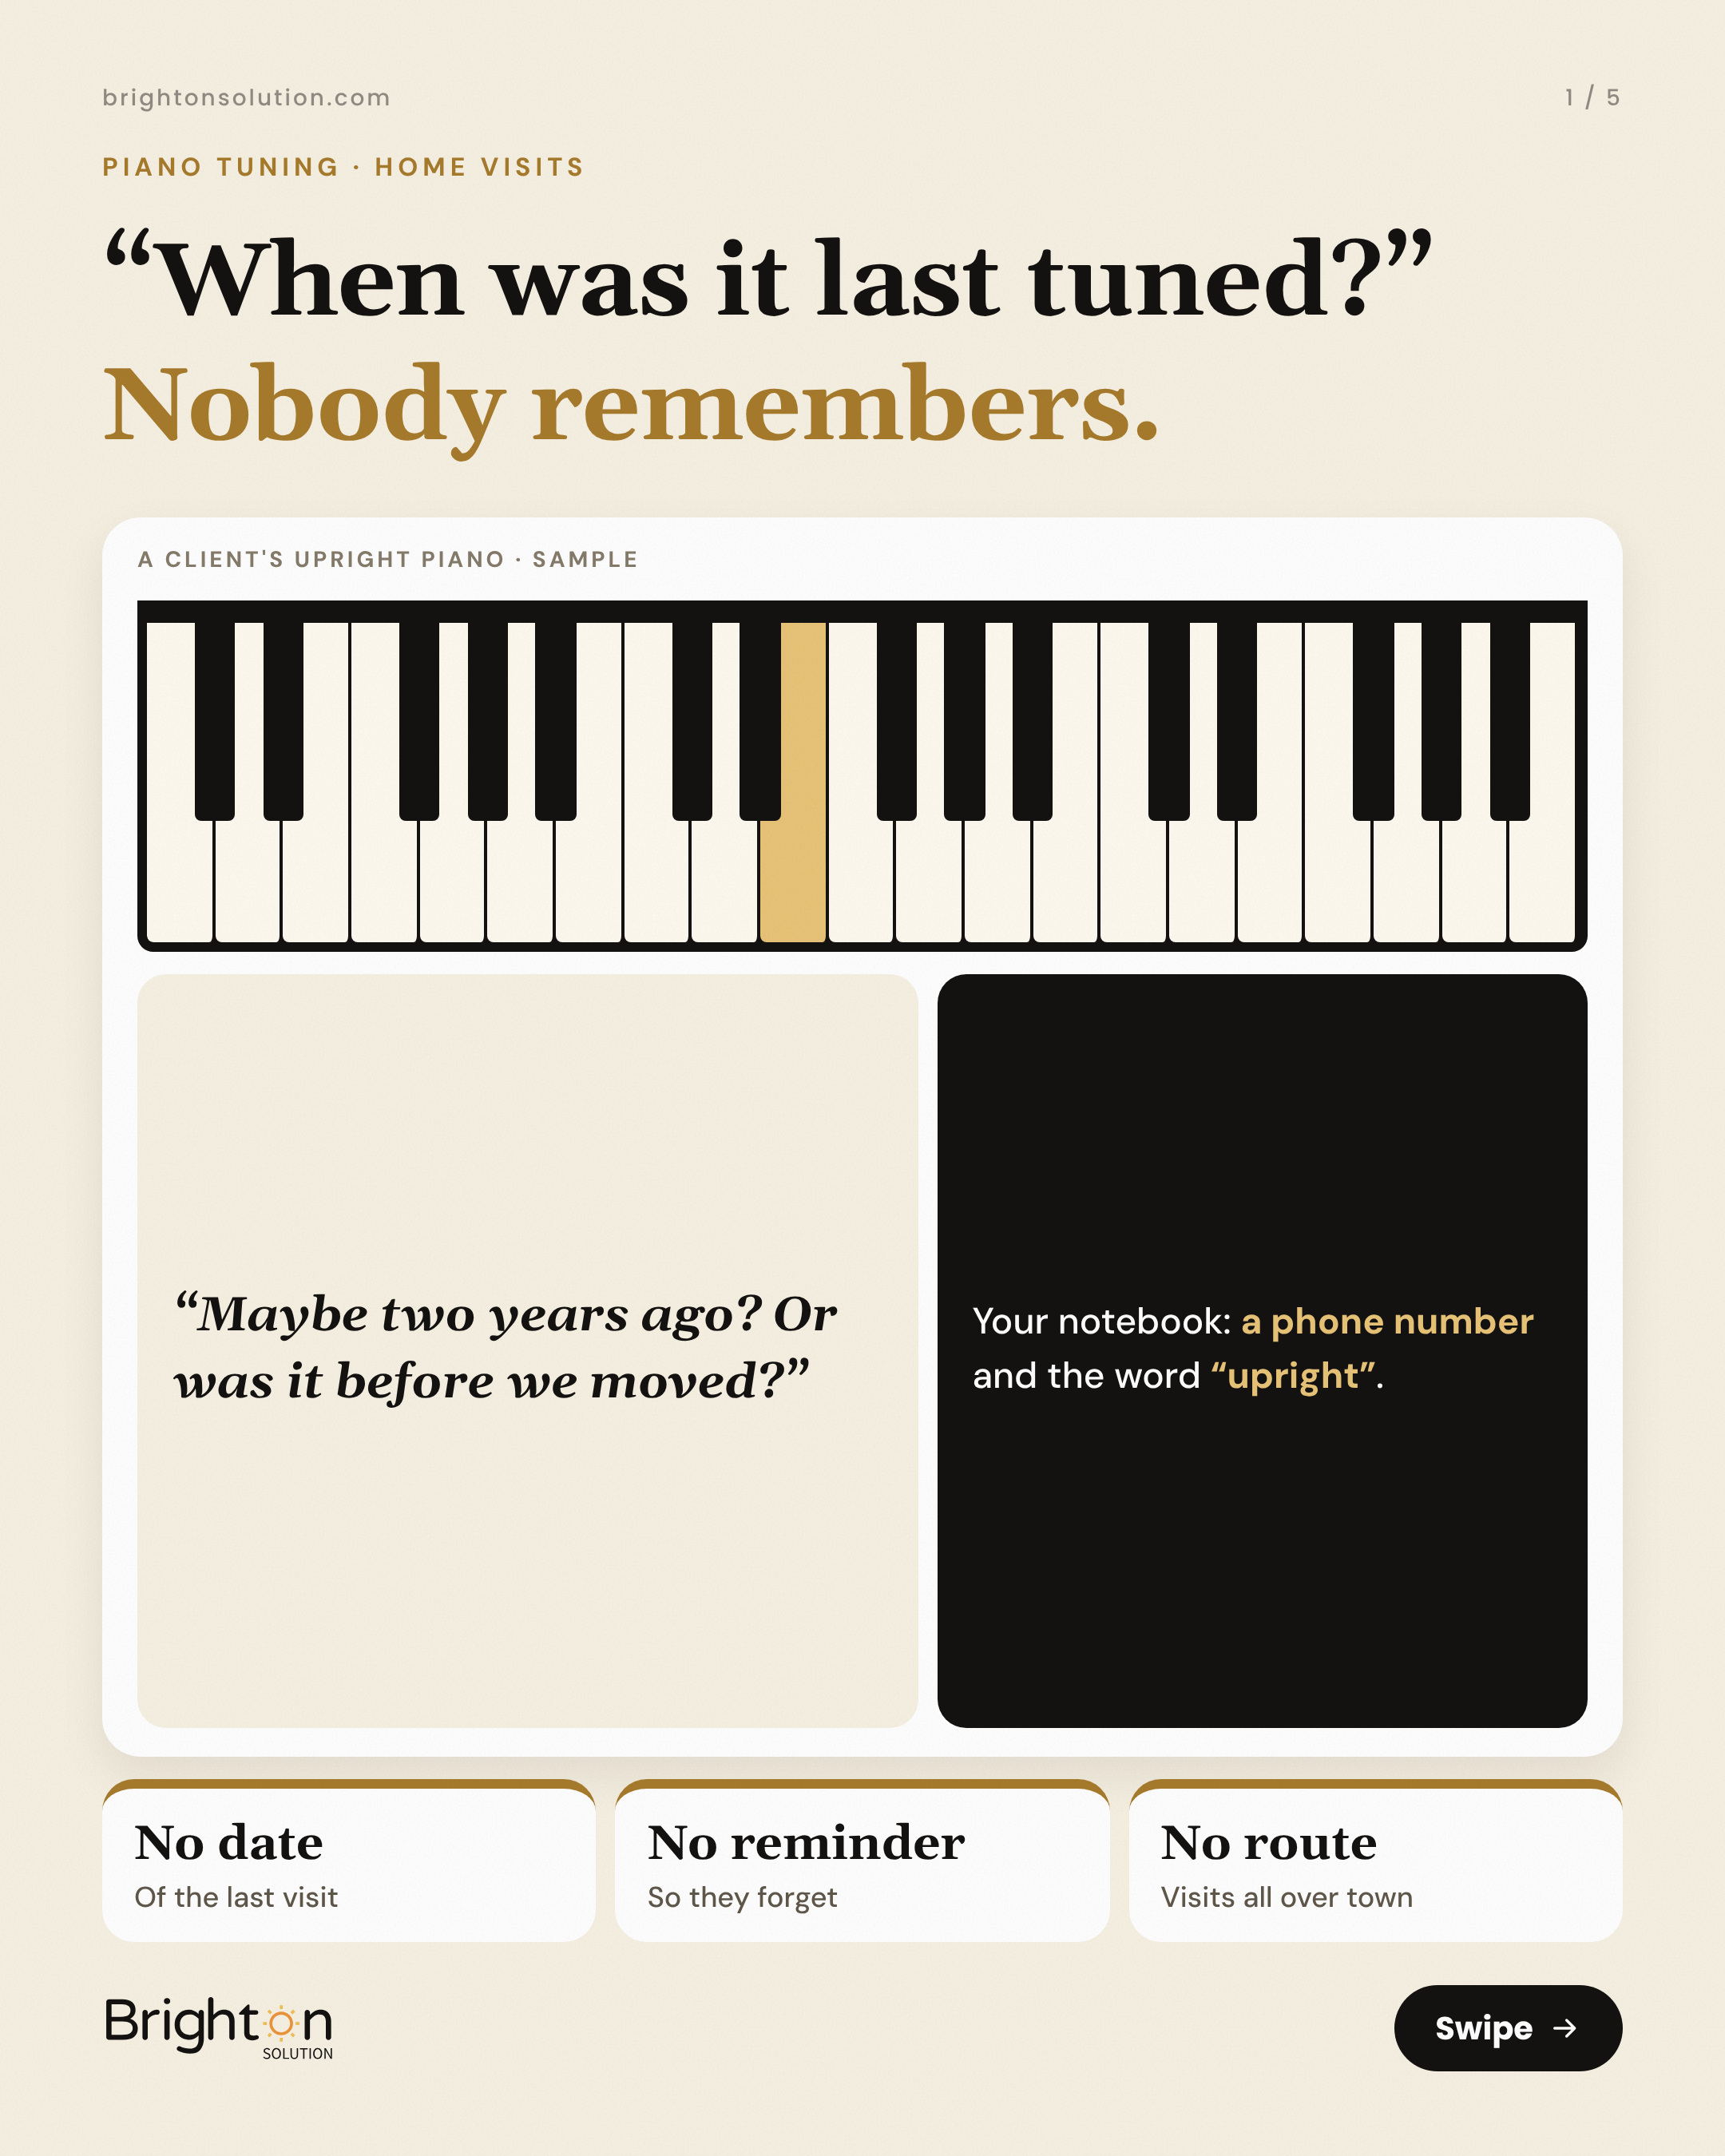 brightonsolution.com
1 / 5
PIANO TUNING · HOME VISITS
“When was it last tuned?”
Nobody remembers.
A CLIENT'S UPRIGHT PIANO · SAMPLE
“Maybe two years ago? Or
was it before we moved?”
Your notebook: a phone number
and the word “upright”.
No date
Of the last visit
No reminder
So they forget
No route
Visits all over town
Brighton
SOLUTION
Swipe →